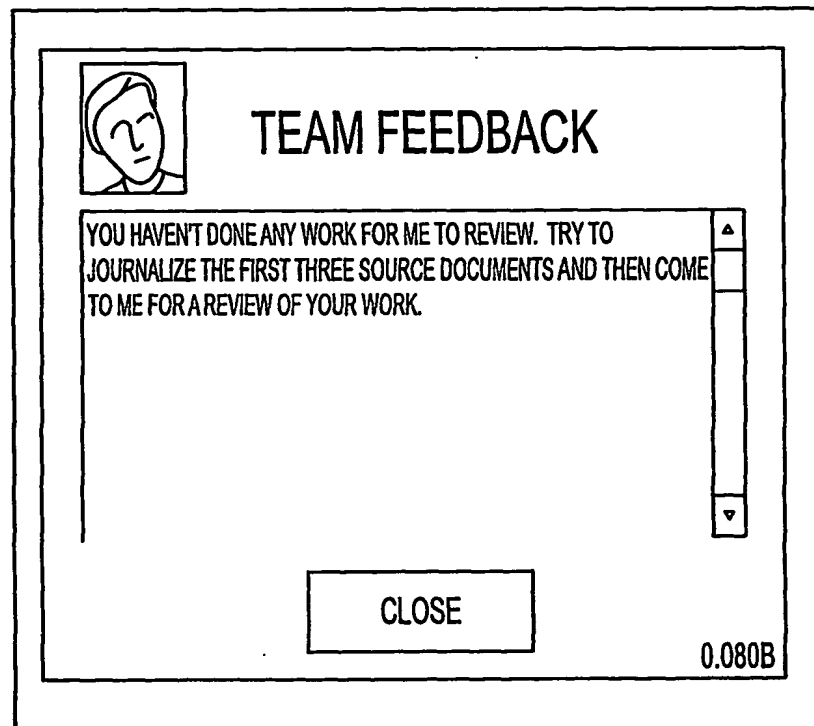 TEAM FEEDBACK
YOU HAVEN'T DONE ANY WORK FOR ME TO REVIEW. TRY TO
JOURNALIZE THE FIRST THREE SOURCE DOCUMENTS AND THEN COME
TO ME FOR A REVIEW OF YOUR WORK.
CLOSE
0.080B